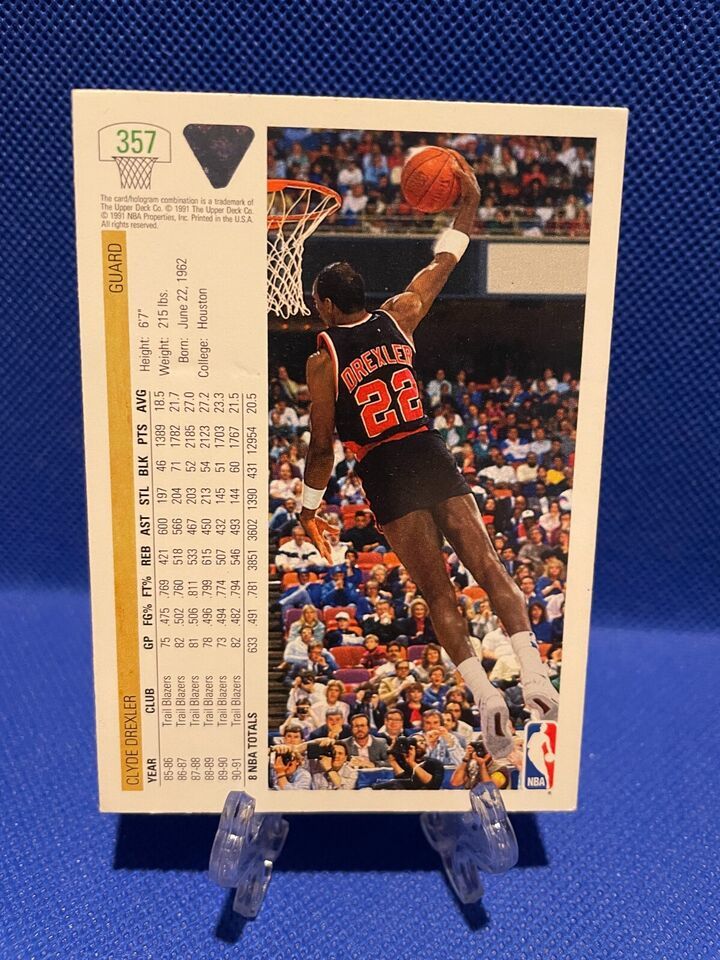 357
The card/hologram combination is a trademark of
The Upper Deck Co. © 1991 The Upper Deck Co.
© 1991 NBA Properties, Inc. Printed in the U.S.A.
All rights reserved.
CLYDE DREXLER GUARD
Height: 6'7"
Weight: 215 lbs.
Born: June 22, 1962
College: Houston
YEAR CLUB GP FG% FT% REB AST STL BLK PTS AVG
85-86 Trail Blazers 75 .475 .769 421 600 197 46 1389 18.5
86-87 Trail Blazers 82 .502 .760 518 566 204 71 1782 21.7
87-88 Trail Blazers 81 .506 .811 533 467 203 52 2185 27.0
88-89 Trail Blazers 78 .496 .799 615 450 213 54 2123 27.2
89-90 Trail Blazers 73 .494 .774 507 432 145 51 1703 23.3
90-91 Trail Blazers 82 .482 .794 546 493 144 60 1767 21.5
8 NBA TOTALS 633 .491 .781 3851 3602 1390 431 12954 20.5
DREXLER
22
NBA